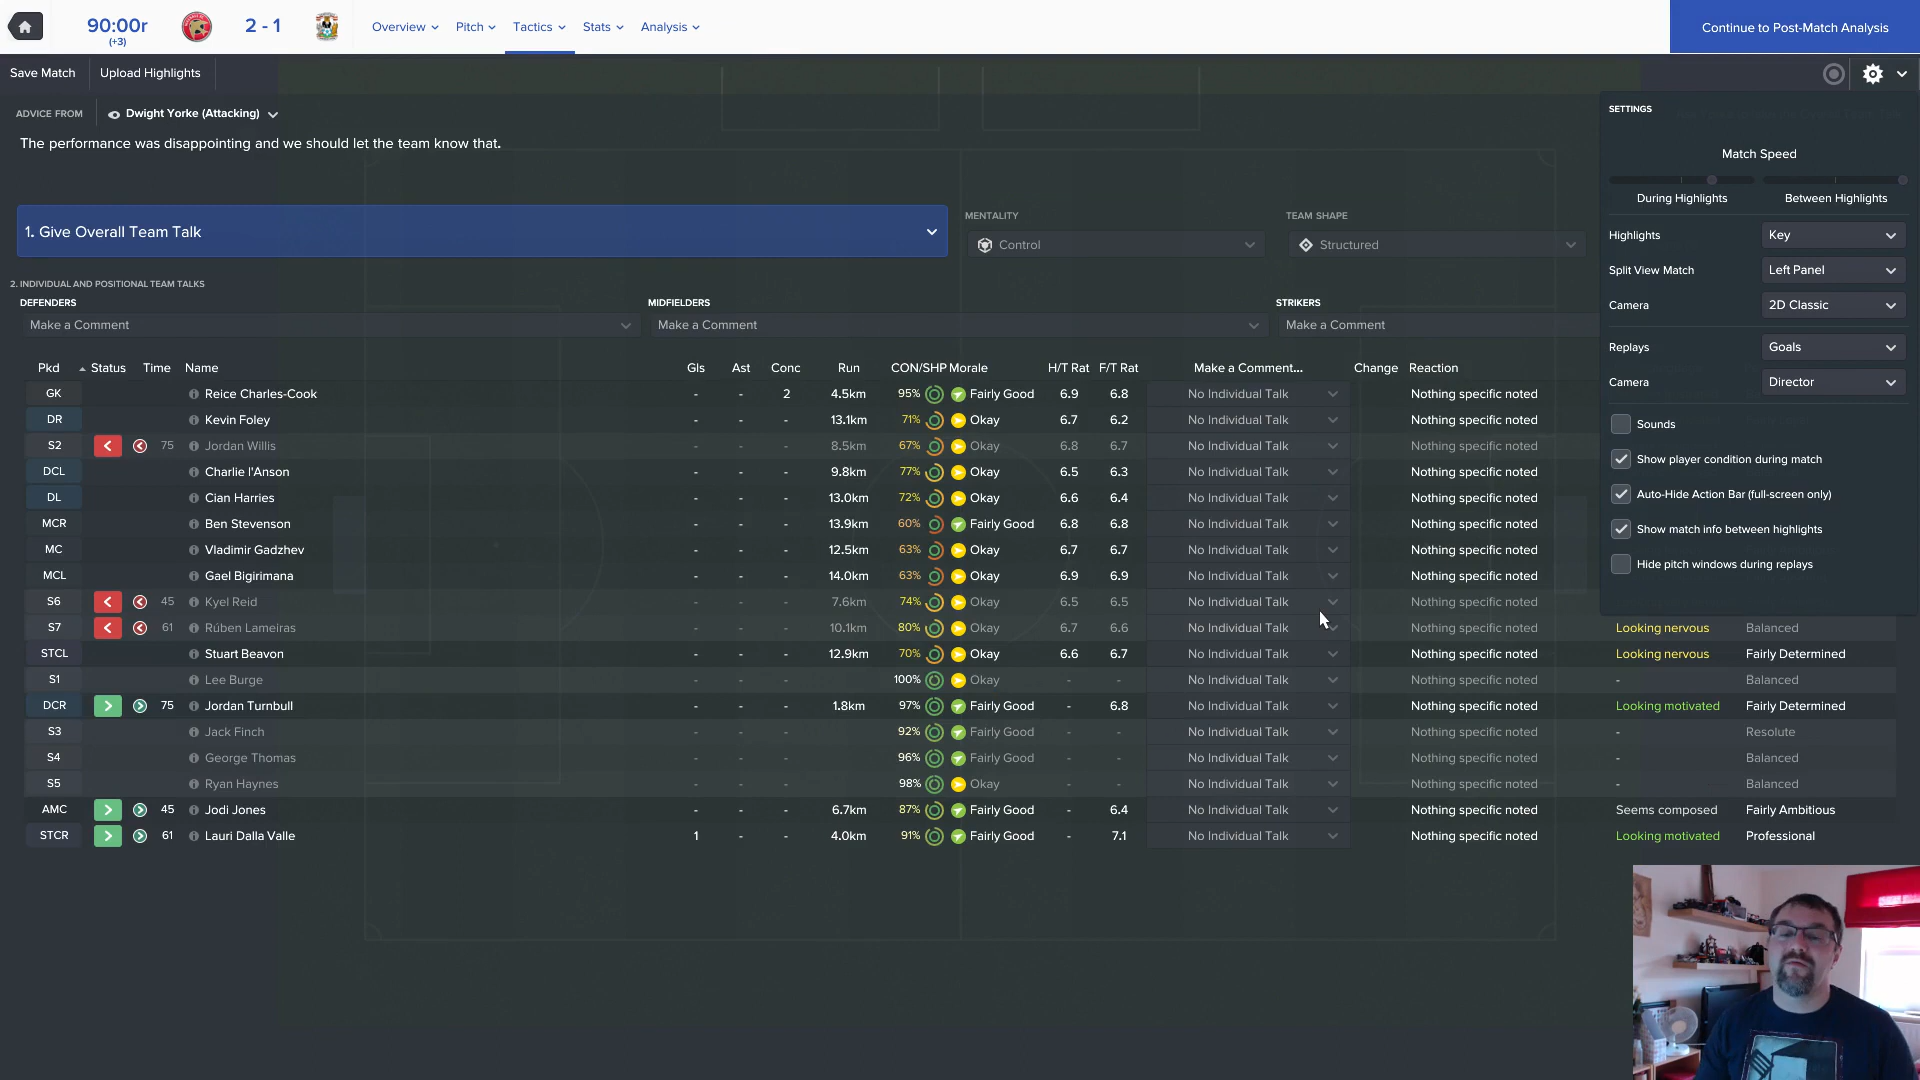 90:00r
(+3)
2 - 1
Overview
Pitch
Tactics
Stats
Analysis
Continue to Post-Match Analysis
Save Match
Upload Highlights
ADVICE FROM
Dwight Yorke (Attacking)
The performance was disappointing and we should let the team know that.
1. Give Overall Team Talk
MENTALITY
Control
TEAM SHAPE
Structured
2. INDIVIDUAL AND POSITIONAL TEAM TALKS
DEFENDERS
Make a Comment
MIDFIELDERS
Make a Comment
STRIKERS
Make a Comment
Pkd Status Time Name Gls Ast Conc Run CON/SHP Morale H/T Rat F/T Rat Make a Comment... Change Reaction
GK Reice Charles-Cook - - 2 4.5km 95% Fairly Good 6.9 6.8 No Individual Talk Nothing specific noted
DR Kevin Foley - - - 13.1km 71% Okay 6.7 6.2 No Individual Talk Nothing specific noted
S2 75 Jordan Willis - - - 8.5km 67% Okay 6.8 6.7 No Individual Talk Nothing specific noted
DCL Charlie I'Anson - - - 9.8km 77% Okay 6.5 6.3 No Individual Talk Nothing specific noted
DL Cian Harries - - - 13.0km 72% Okay 6.6 6.4 No Individual Talk Nothing specific noted
MCR Ben Stevenson - - - 13.9km 60% Fairly Good 6.8 6.8 No Individual Talk Nothing specific noted
MC Vladimir Gadzhev - - - 12.5km 63% Okay 6.7 6.7 No Individual Talk Nothing specific noted
MCL Gael Bigirimana - - - 14.0km 63% Okay 6.9 6.9 No Individual Talk Nothing specific noted
S6 45 Kyel Reid - - - 7.6km 74% Okay 6.5 6.5 No Individual Talk Nothing specific noted
S7 61 Rúben Lameiras - - - 10.1km 80% Okay 6.7 6.6 No Individual Talk Nothing specific noted Looking nervous Balanced
STCL Stuart Beavon - - - 12.9km 70% Okay 6.6 6.7 No Individual Talk Nothing specific noted Looking nervous Fairly Determined
S1 Lee Burge - - - 100% Okay - - No Individual Talk Nothing specific noted - Balanced
DCR 75 Jordan Turnbull - - - 1.8km 97% Fairly Good - 6.8 No Individual Talk Nothing specific noted Looking motivated Fairly Determined
S3 Jack Finch - - - 92% Fairly Good - - No Individual Talk Nothing specific noted - Resolute
S4 George Thomas - - - 96% Fairly Good - - No Individual Talk Nothing specific noted - Balanced
S5 Ryan Haynes - - - 98% Okay - - No Individual Talk Nothing specific noted - Balanced
AMC 45 Jodi Jones - - - 6.7km 87% Fairly Good - 6.4 No Individual Talk Nothing specific noted Seems composed Fairly Ambitious
STCR 61 Lauri Dalla Valle 1 - - 4.0km 91% Fairly Good - 7.1 No Individual Talk Nothing specific noted Looking motivated Professional
SETTINGS
Match Speed
During Highlights
Between Highlights
Highlights Key
Split View Match Left Panel
Camera 2D Classic
Replays Goals
Camera Director
Sounds
Show player condition during match
Auto-Hide Action Bar (full-screen only)
Show match info between highlights
Hide pitch windows during replays